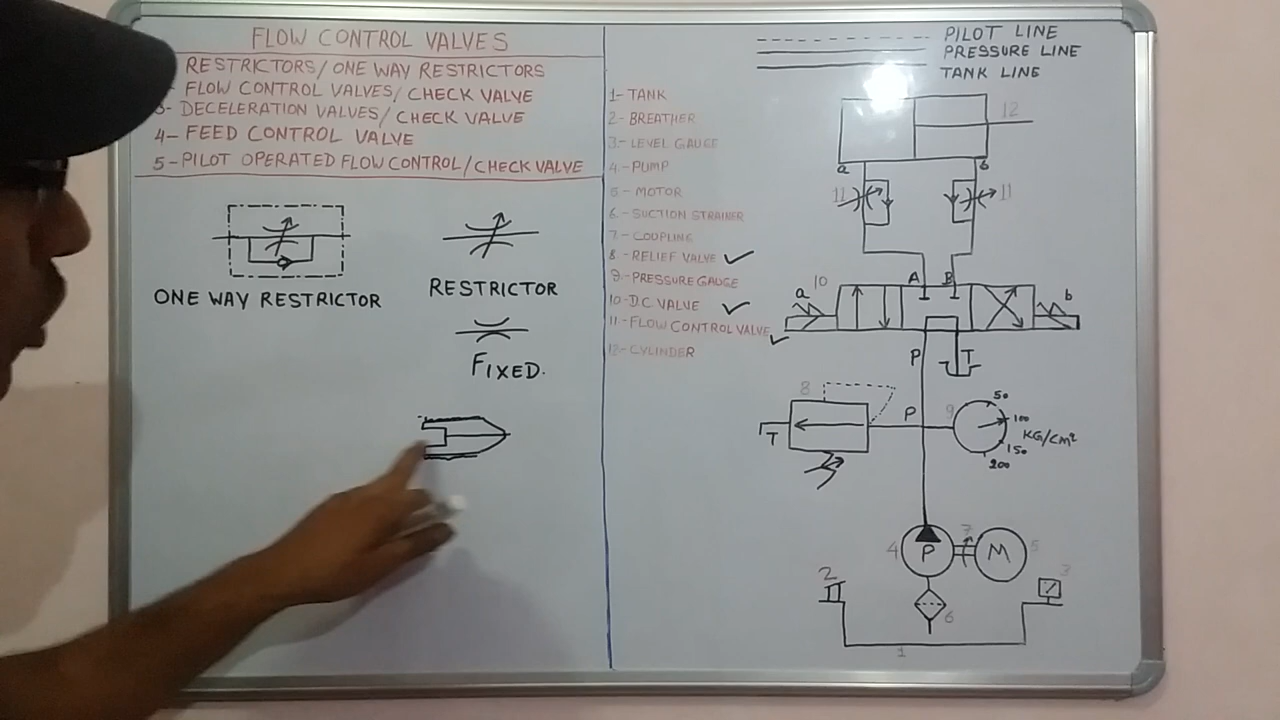 FLOW CONTROL VALVES
RESTRICTORS/ONE WAY RESTRICTORS
FLOW CONTROL VALVES/CHECK VALVE
3- DECELERATION VALVES/CHECK VALVE
4- FEED CONTROL VALVE
5-PILOT OPERATED FLOW CONTROL/CHECK VALVE
ONE WAY RESTRICTOR
RESTRICTOR
FIXED.
1- TANK
2- BREATHER
3- LEVEL GAUGE
4- PUMP
5- MOTOR
6- SUCTION STRAINER
7- COUPLING
8- RELIEF VALVE
9- PRESSURE GAUGE
10-DC VALVE
11-FLOW CONTROL VALVE
12-CYLINDER
PILOT LINE
PRESSURE LINE
TANK LINE
12
a b
11 11
10 A B
a b
P T
8 P 9
50
100
KG/CM²
150
200
T
4 P 7 M 5
2 3
6
1